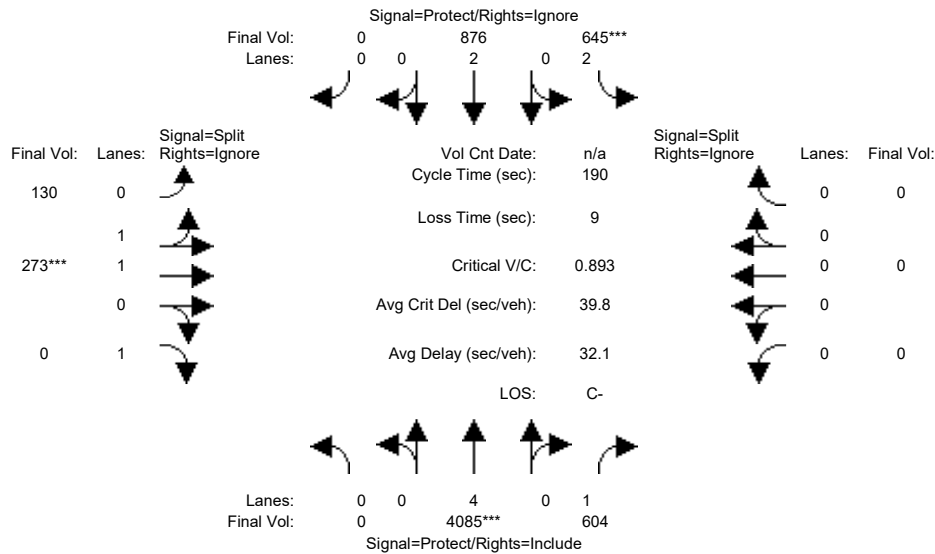 Signal=Protect/Rights=Ignore
Final Vol: 0 876 645***
Lanes: 0 0 2 0 2
Signal=Split
Final Vol: Lanes: Rights=Ignore
Vol Cnt Date: n/a
Signal=Split
Rights=Ignore Lanes: Final Vol:
Cycle Time (sec): 190
130 0
0 0
Loss Time (sec): 9
1
0
273*** 1
Critical V/C: 0.893
0 0
0
Avg Crit Del (sec/veh): 39.8
0
0 1
Avg Delay (sec/veh): 32.1
0 0
LOS: C-
Lanes: 0 0 4 0 1
Final Vol: 0 4085*** 604
Signal=Protect/Rights=Include